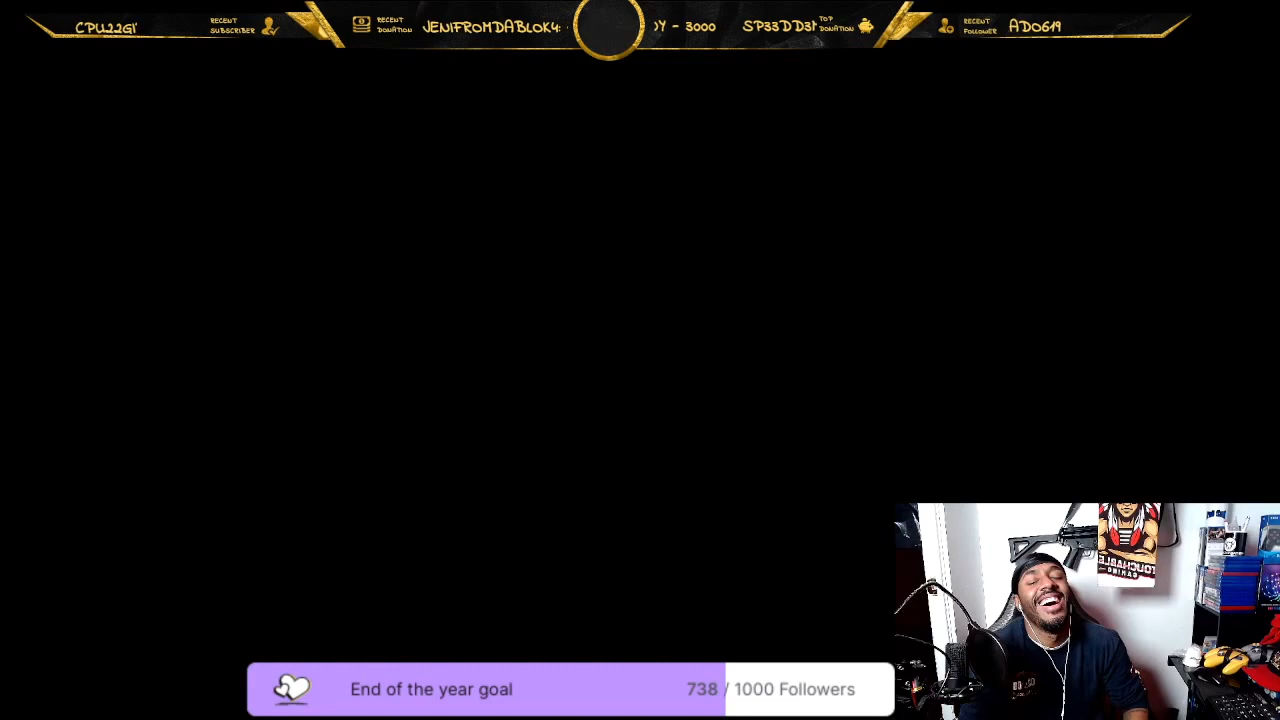 CPU22GI
RECENT
SUBSCRIBER
RECENT
DONATION
JENIFROMDABLOK4:
Y - 3000
SP33DD3
TOP
DONATION
RECENT
FOLLOWER
ADO619
End of the year goal
738 / 1000 Followers